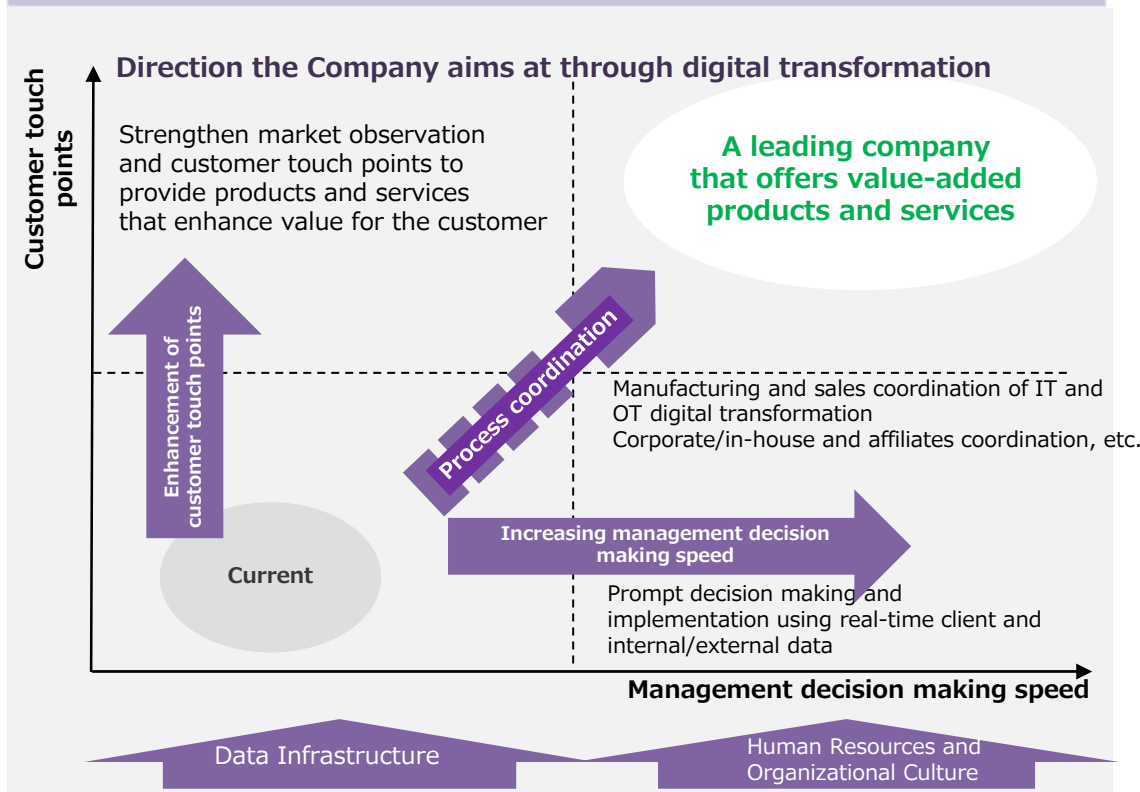 Direction the Company aims at through digital transformation
Customer touch
points
Strengthen market observation
and customer touch points to
provide products and services
that enhance value for the customer
A leading company
that offers value-added
products and services
Enhancement of
customer touch points
Process coordination
Manufacturing and sales coordination of IT and
OT digital transformation
Corporate/in-house and affiliates coordination, etc.
Current
Increasing management decision
making speed
Prompt decision making and
implementation using real-time client and
internal/external data
Management decision making speed
Data Infrastructure
Human Resources and
Organizational Culture